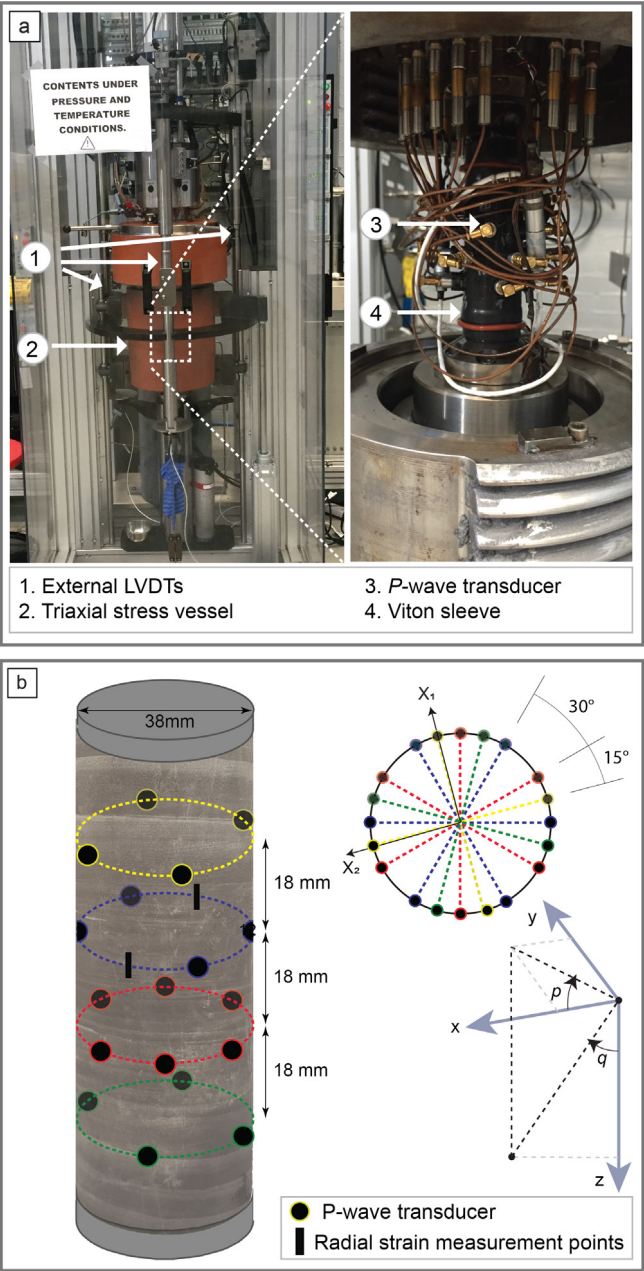 a
CONTENTS UNDER
PRESSURE AND
TEMPERATURE
CONDITIONS.
1
2
3
4
1. External LVDTs
2. Triaxial stress vessel
3. P-wave transducer
4. Viton sleeve
b
38mm
18 mm
18 mm
18 mm
X₁
X₂
30°
15°
y
p
x
q
z
P-wave transducer
Radial strain measurement points